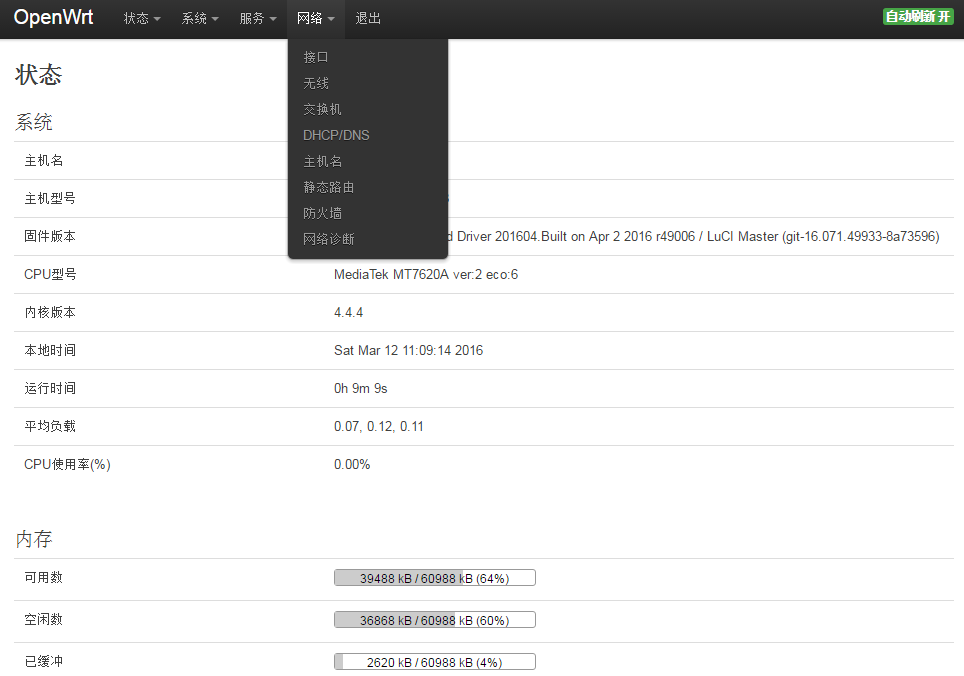 OpenWrt 状态 系统 服务 网络 退出 自动刷新 开
接口
无线
交换机
DHCP/DNS
主机名
静态路由
防火墙
网络诊断
状态
系统
主机名
主机型号
固件版本 Driver 201604.Built on Apr 2 2016 r49006 / LuCI Master (git-16.071.49933-8a73596)
CPU型号 MediaTek MT7620A ver:2 eco:6
内核版本 4.4.4
本地时间 Sat Mar 12 11:09:14 2016
运行时间 0h 9m 9s
平均负载 0.07, 0.12, 0.11
CPU使用率(%) 0.00%
内存
可用数 39488 kB / 60988 kB (64%)
空闲数 36868 kB / 60988 kB (60%)
已缓冲 2620 kB / 60988 kB (4%)